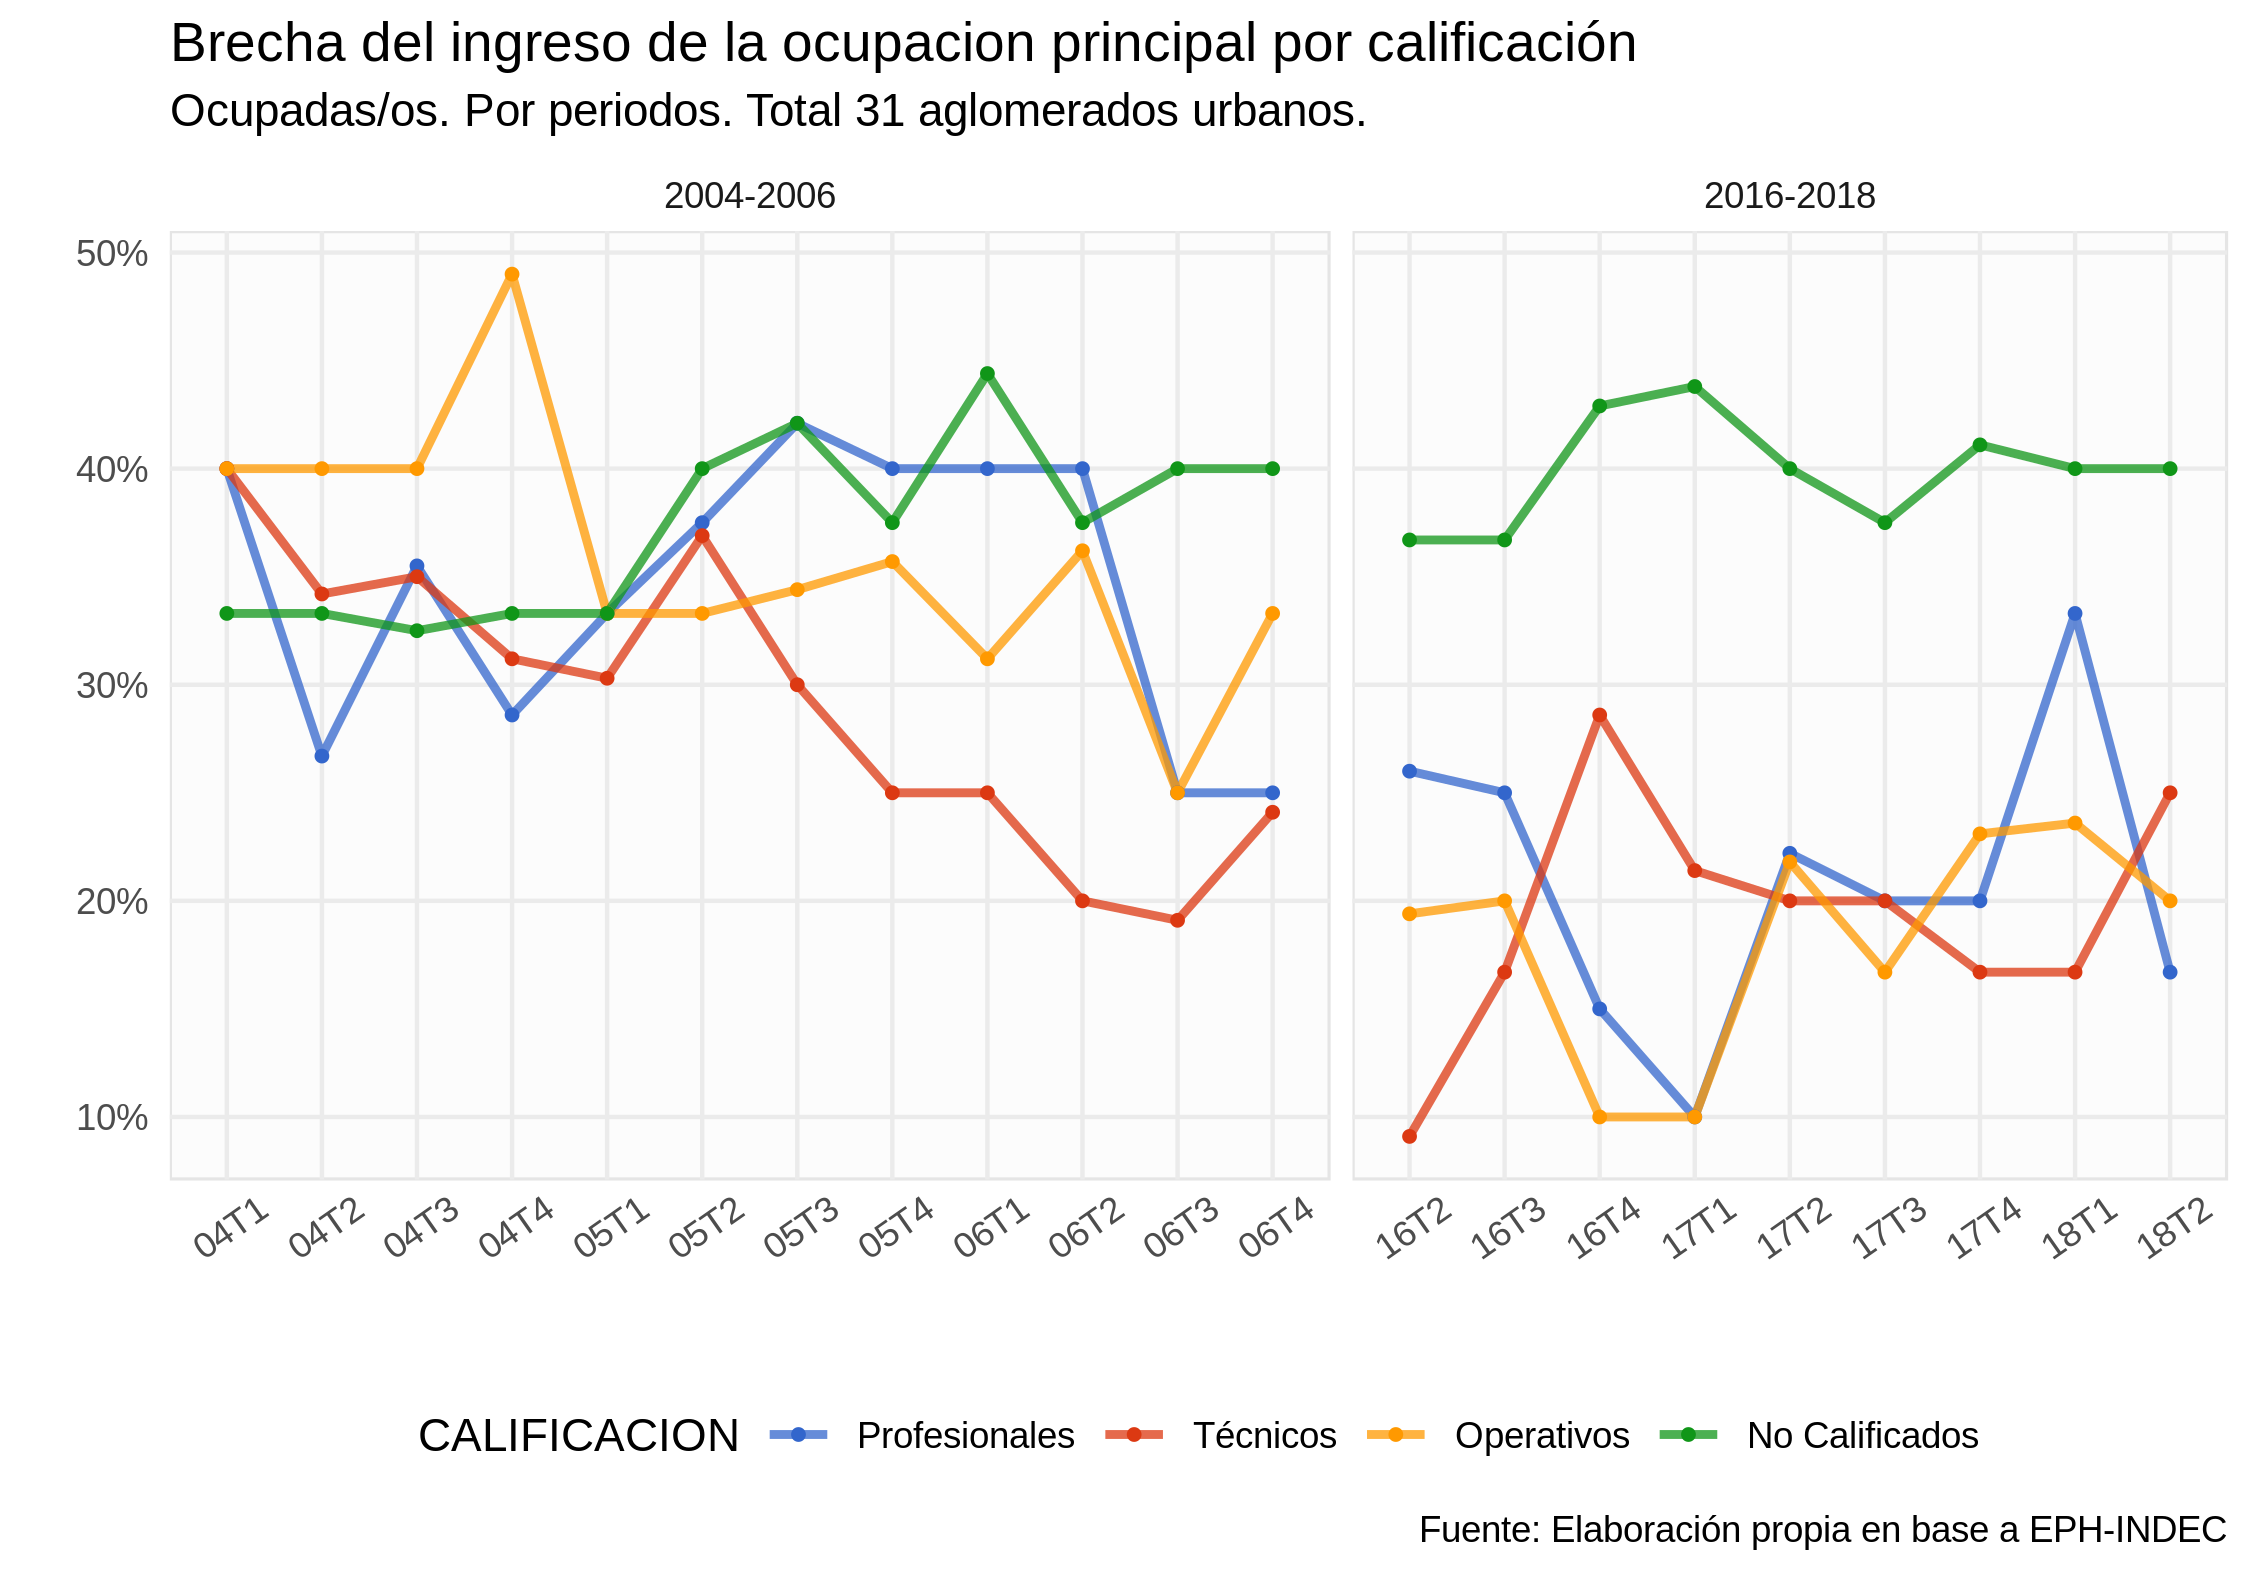 Brecha del ingreso de la ocupacion principal por calificación
Ocupadas/os. Por periodos. Total 31 aglomerados urbanos.
2004-2006
2016-2018
50%
40%
30%
20%
10%
04T1
04T2
04T3
04T4
05T1
05T2
05T3
05T4
06T1
06T2
06T3
06T4
16T2
16T3
16T4
17T1
17T2
17T3
17T4
18T1
18T2
CALIFICACION Profesionales Técnicos Operativos No Calificados
Fuente: Elaboración propia en base a EPH-INDEC